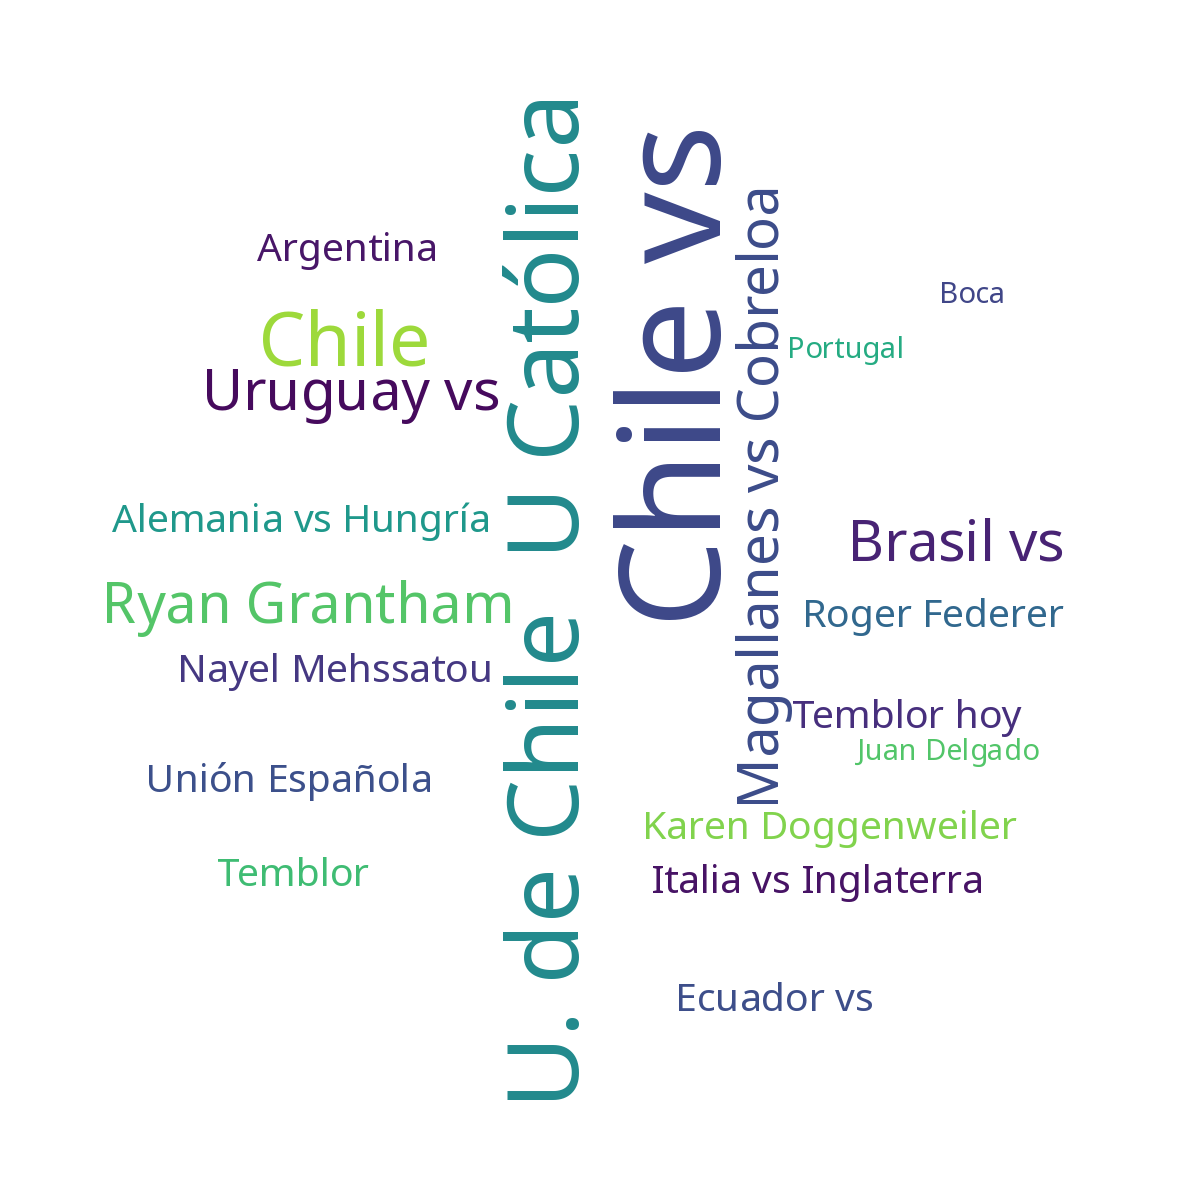 Argentina
Chile
Uruguay vs
Alemania vs Hungría
Ryan Grantham
Nayel Mehssatou
Unión Española
Temblor
U. de Chile  U Católica
Chile vs
Magallanes vs Cobreloa
Boca
Portugal
Brasil vs
Roger Federer
Temblor hoy
Juan Delgado
Karen Doggenweiler
Italia vs Inglaterra
Ecuador vs